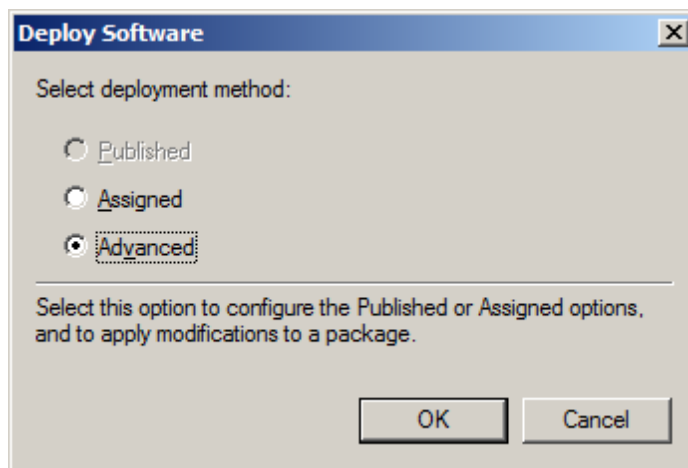 Deploy Software
Select deployment method:
Published
Assigned
Advanced
Select this option to configure the Published or Assigned options,
and to apply modifications to a package.
OK
Cancel